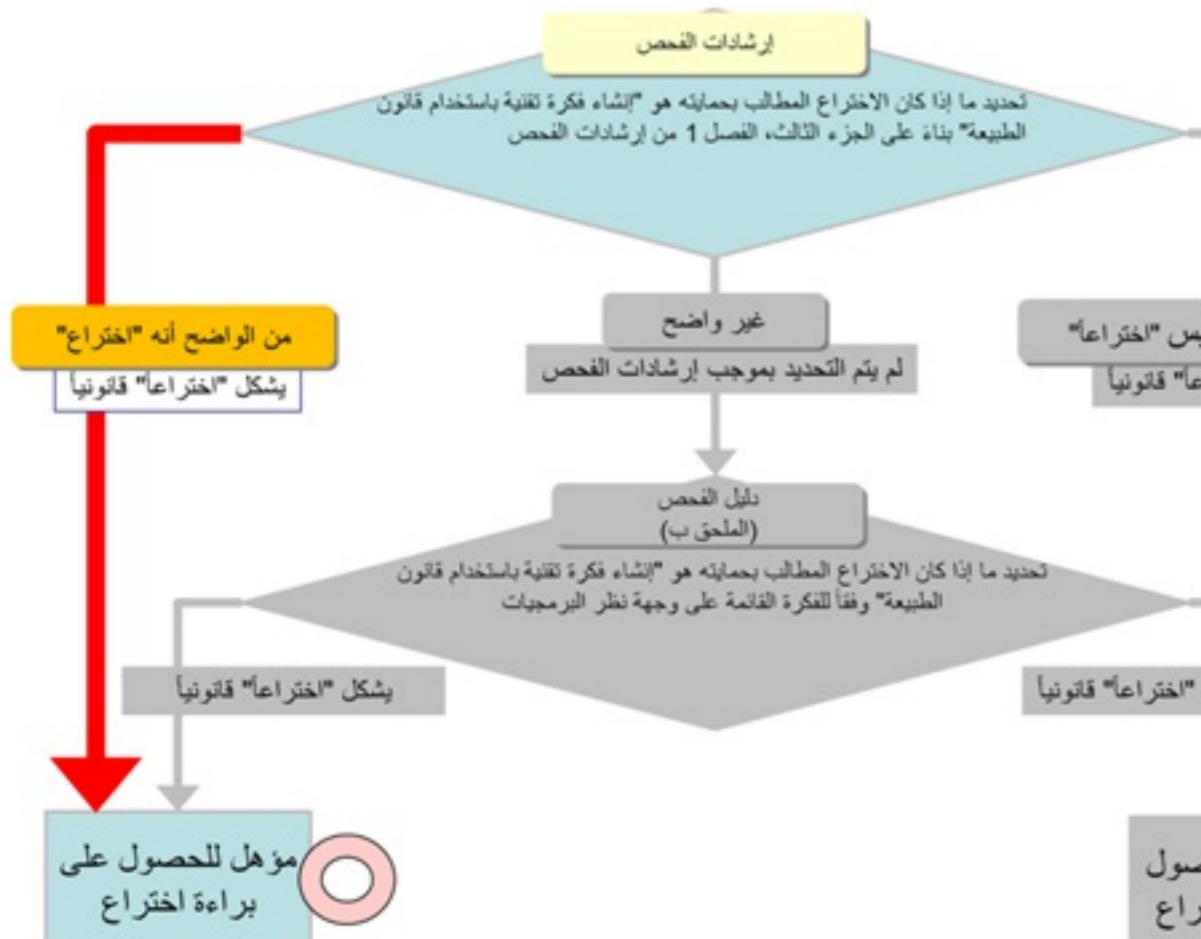 إرشادات الفحص
تحديد ما إذا كان الاختراع المطالب بحمايته هو "إنشاء فكرة تقنية باستخدام قانون
الطبيعة" بناءً على الجزء الثالث، الفصل 1 من إرشادات الفحص
من الواضح أنه "اختراع"
يشكل "اختراعاً" قانونياً
غير واضح
لم يتم التحديد بموجب إرشادات الفحص
"اختراعاً"
قانونياً
دليل الفحص
(الملحق ب)
تحديد ما إذا كان الاختراع المطالب بحمايته هو "إنشاء فكرة تقنية باستخدام قانون
الطبيعة" وفقاً للفكرة القائمة على وجهة نظر البرمجيات
يشكل "اختراعاً" قانونياً
"اختراعاً" قانونياً
مؤهل للحصول على
براءة اختراع